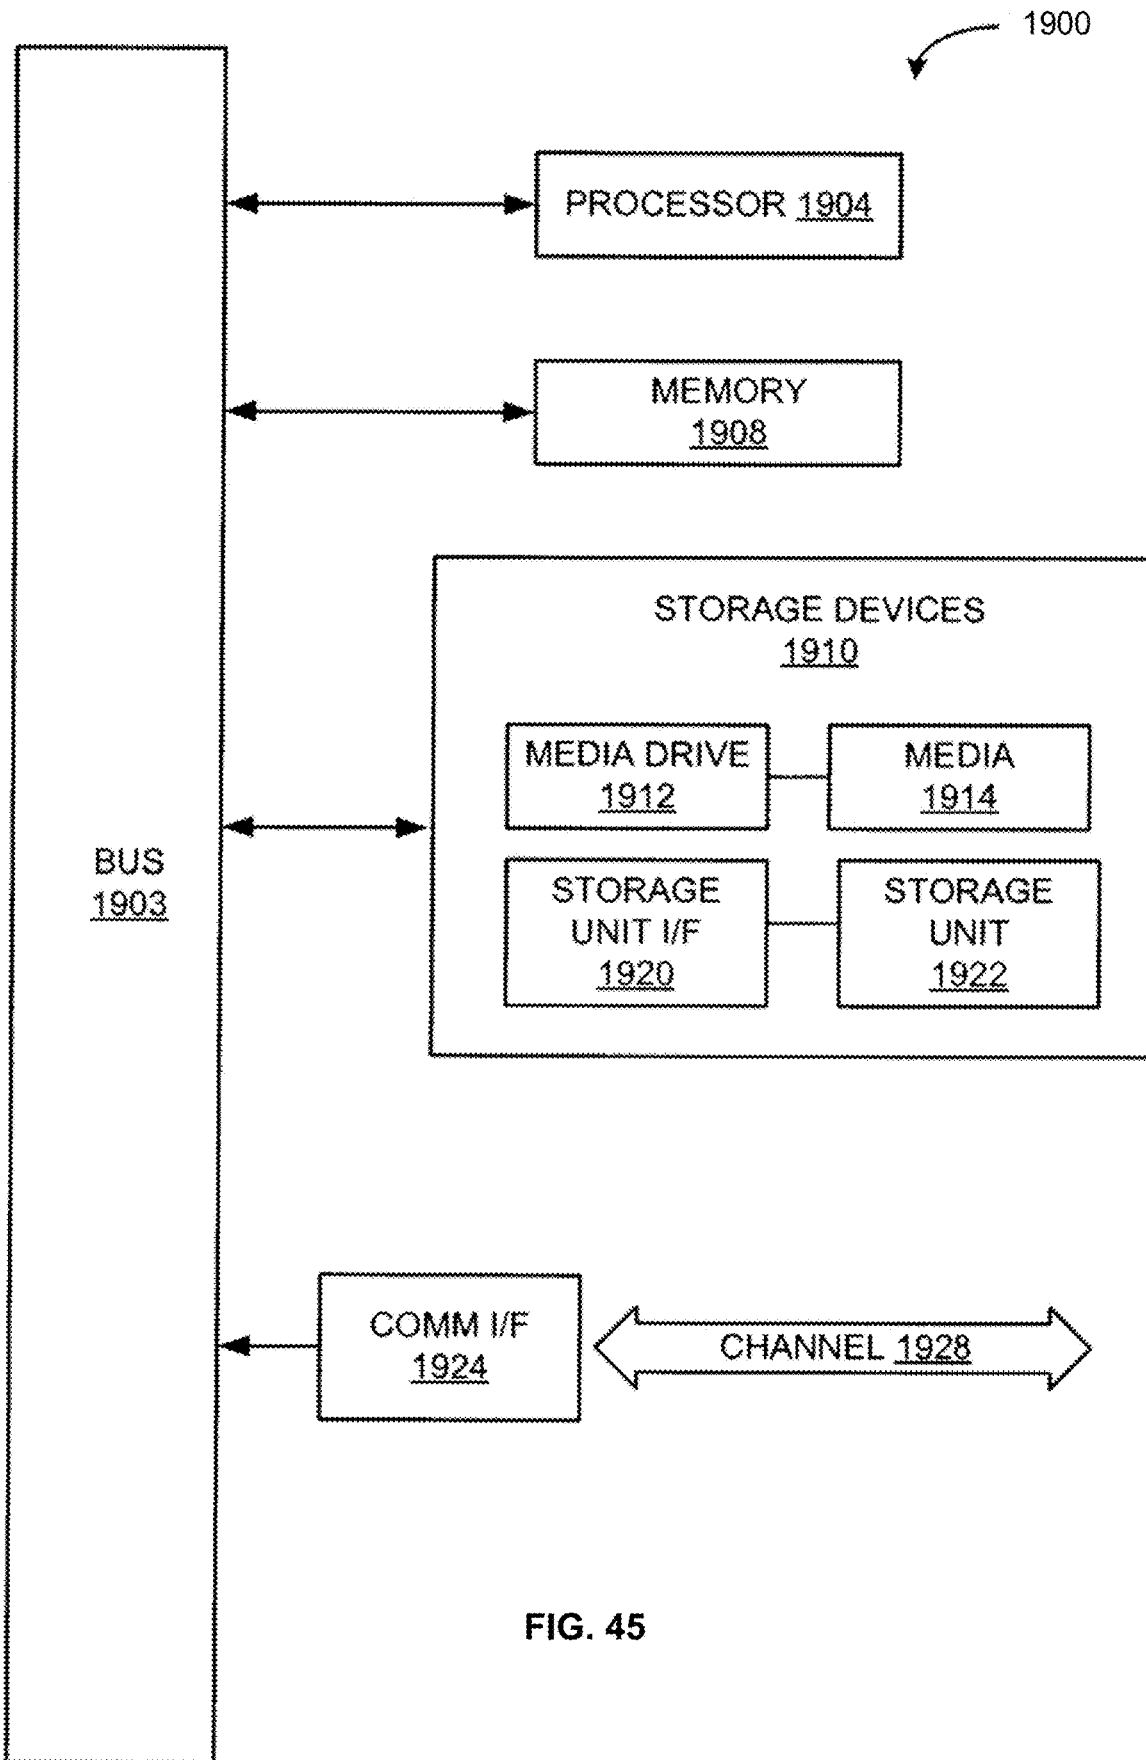 1900
PROCESSOR 1904
MEMORY
1908
STORAGE DEVICES
1910
MEDIA DRIVE
1912
MEDIA
1914
BUS
1903
STORAGE
UNIT I/F
1920
STORAGE
UNIT
1922
COMM I/F
1924
CHANNEL 1928
FIG. 45